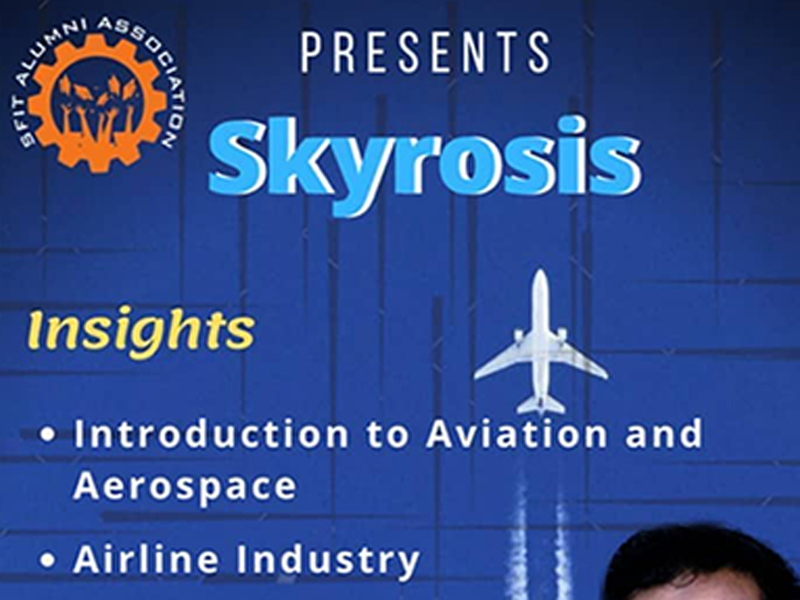 SFIT ALUMNI ASSOCIATION
PRESENTS
Skyrosis
Insights
• Introduction to Aviation and
Aerospace
• Airline Industry